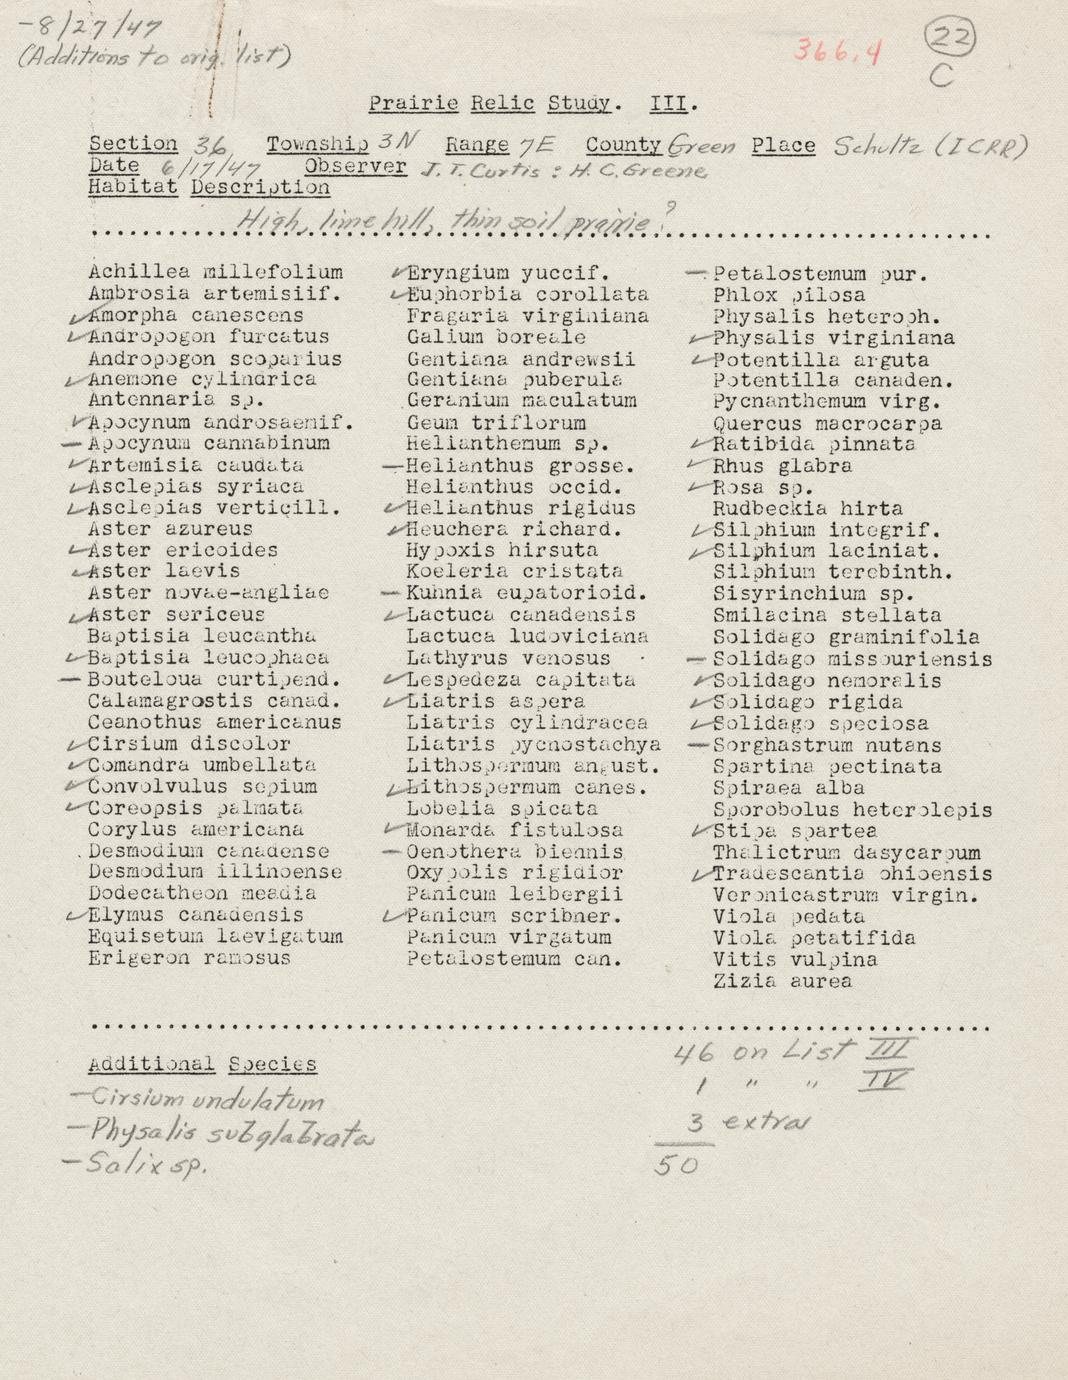 -8/27/47
(Additions to orig. list)
366.4
22
C
Prairie Relic Study. III.
Section 36 Township 3N Range 7E County Green Place Schultz (ICRR)
Date 6/17/47 Observer J. T. Curtis : H. C. Greene
Habitat Description
High, lime hill, thin soil prairie?
Achillea millefolium
Ambrosia artemisiif.
✓Amorpha canescens
✓Andropogon furcatus
Andropogon scoparius
✓Anemone cylindrica
Antennaria sp.
✓Apocynum androsaemif.
—Apocynum cannabinum
✓Artemisia caudata
✓Asclepias syriaca
✓Asclepias verticill.
Aster azureus
✓Aster ericoides
✓Aster laevis
Aster novae-angliae
✓Aster sericeus
Baptisia leucantha
✓Baptisia leucophaea
—Bouteloua curtipend.
Calamagrostis canad.
Ceanothus americanus
✓Cirsium discolor
✓Comandra umbellata
✓Convolvulus sepium
✓Coreopsis palmata
Corylus americana
Desmodium canadense
Desmodium illinoense
Dodecatheon meadia
✓Elymus canadensis
Equisetum laevigatum
Erigeron ramosus
✓Eryngium yuccif.
✓Euphorbia corollata
Fragaria virginiana
Galium boreale
Gentiana andrewsii
Gentiana puberula
Geranium maculatum
Geum triflorum
Helianthemum sp.
—Helianthus grosse.
Helianthus occid.
✓Helianthus rigidus
✓Heuchera richard.
Hypoxis hirsuta
Koeleria cristata
—Kuhnia eupatorioid.
✓Lactuca canadensis
Lactuca ludoviciana
Lathyrus venosus
✓Lespedeza capitata
✓Liatris aspera
Liatris cylindracea
Liatris pycnostachya
Lithospermum angust.
✓Lithospermum canes.
Lobelia spicata
✓Monarda fistulosa
—Oenothera biennis
Oxypolis rigidior
Panicum leibergii
✓Panicum scribner.
Panicum virgatum
Petalostemum can.
—Petalostemum pur.
Phlox pilosa
Physalis heteroph.
✓Physalis virginiana
✓Potentilla arguta
Potentilla canaden.
Pycnanthemum virg.
Quercus macrocarpa
✓Ratibida pinnata
✓Rhus glabra
✓Rosa sp.
Rudbeckia hirta
✓Silphium integrif.
✓Silphium laciniat.
Silphium terebinth.
Sisyrinchium sp.
Smilacina stellata
Solidago graminifolia
—Solidago missouriensis
✓Solidago nemoralis
✓Solidago rigida
✓Solidago speciosa
—Sorghastrum nutans
Spartina pectinata
Spiraea alba
Sporobolus heterolepis
✓Stipa spartea
Thalictrum dasycarpum
✓Tradescantia ohioensis
Veronicastrum virgin.
Viola pedata
Viola petatifida
Vitis vulpina
Zizia aurea
Additional Species
—Cirsium undulatum
—Physalis subglabrata
—Salix sp.
46 on List III
1 " " IV
3 extra
50